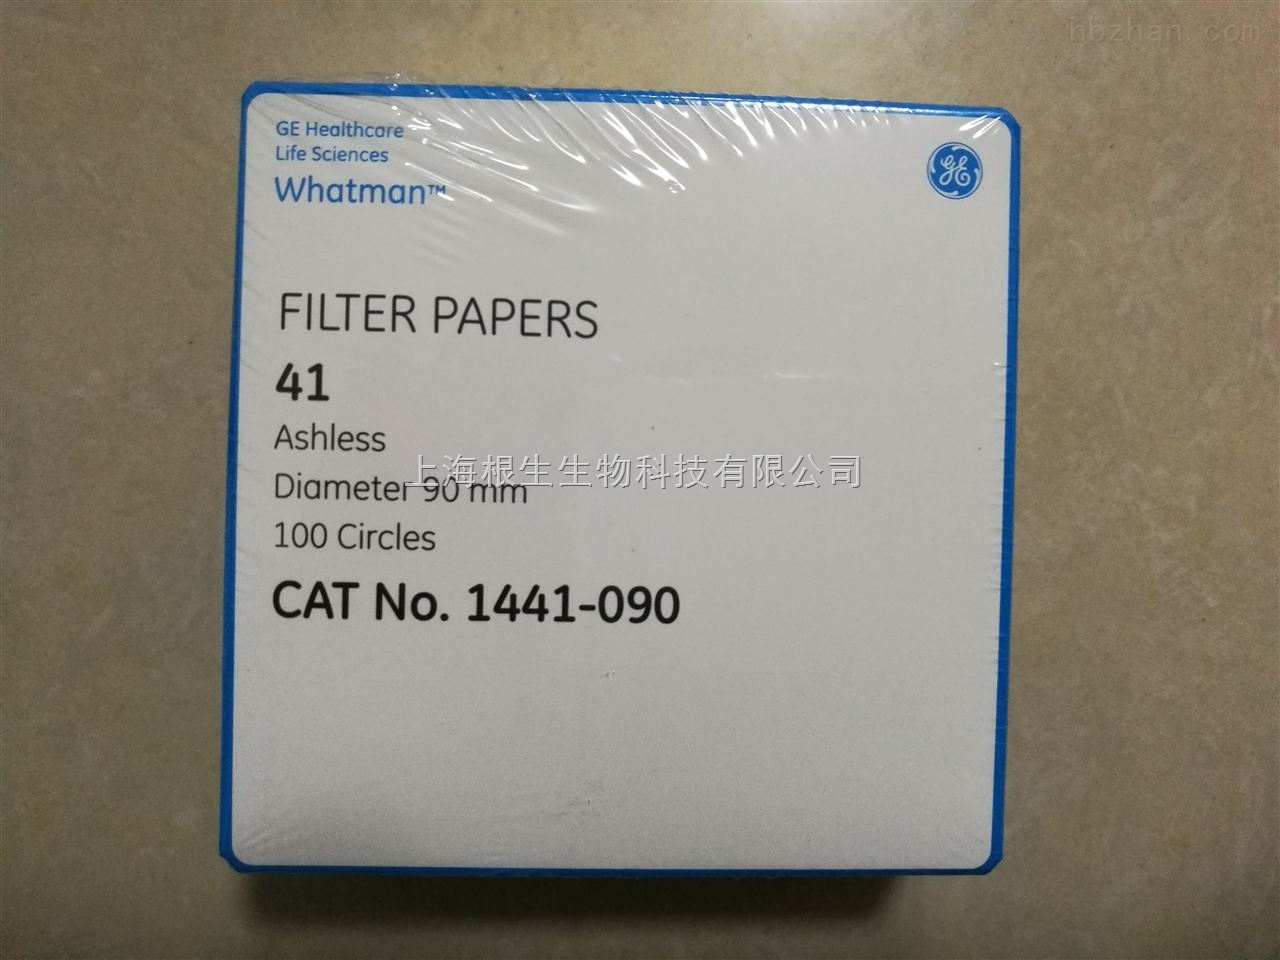 hbzhan.com
GE Healthcare
Life Sciences
Whatman™
GE
FILTER PAPERS
41
Ashless
上海根生生物科技有限公司
Diameter 90 mm
100 Circles
CAT No. 1441-090